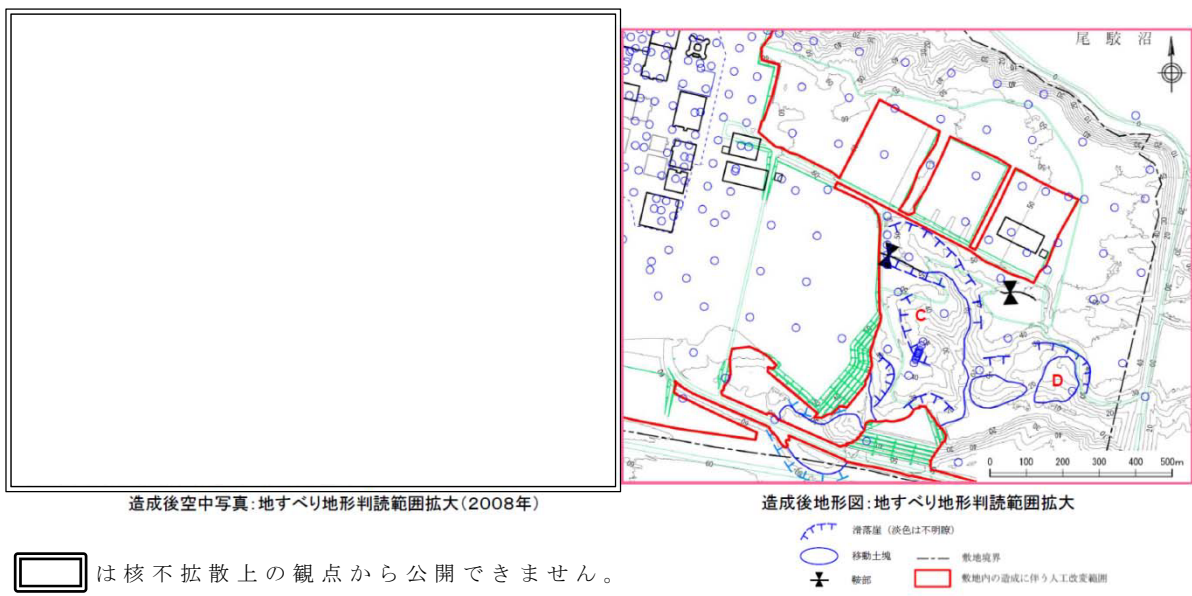 尾駮沼
C
D
0 100 200 300 400 500m
造成後空中写真:地すべり地形判読範囲拡大(2008年)
造成後地形図:地すべり地形判読範囲拡大
滑落崖(淡色は不明瞭)
移動土塊
敷地境界
鞍部
敷地内の造成に伴う人工改変範囲
は核不拡散上の観点から公開できません。